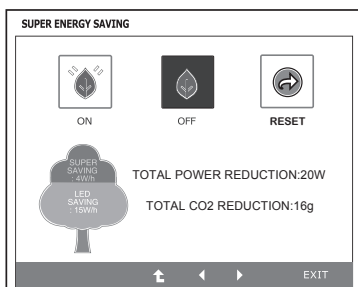 SUPER ENERGY SAVING
ON
OFF
RESET
SUPER
SAVING
: 4W/h
LED
SAVING
: 15W/h
TOTAL POWER REDUCTION:20W
TOTAL CO2 REDUCTION:16g
EXIT